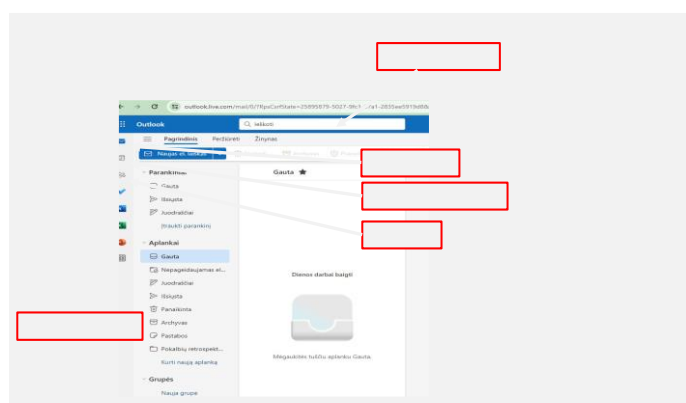 outlook.live.com/mail/0/?RpsCsrfState=25895879-5027-9fc1
Outlook
Ieškoti
Pagrindinis Peržiūrėti Žinynas
Naujas el. laiškas
Parankiniai
Gauta
Išsiųsta
Juodraščiai
Įtraukti parankinį
Aplankai
Gauta
Nepageidaujamas el...
Juodraščiai
Išsiųsta
Panaikinta
Archyvas
Pastabos
Pokalbių retrospekt...
Kurti naują aplanką
Grupės
Nauja grupė
Gauta
Dienos darbai baigti
Mėgaukitės tuščiu aplanku Gauta.